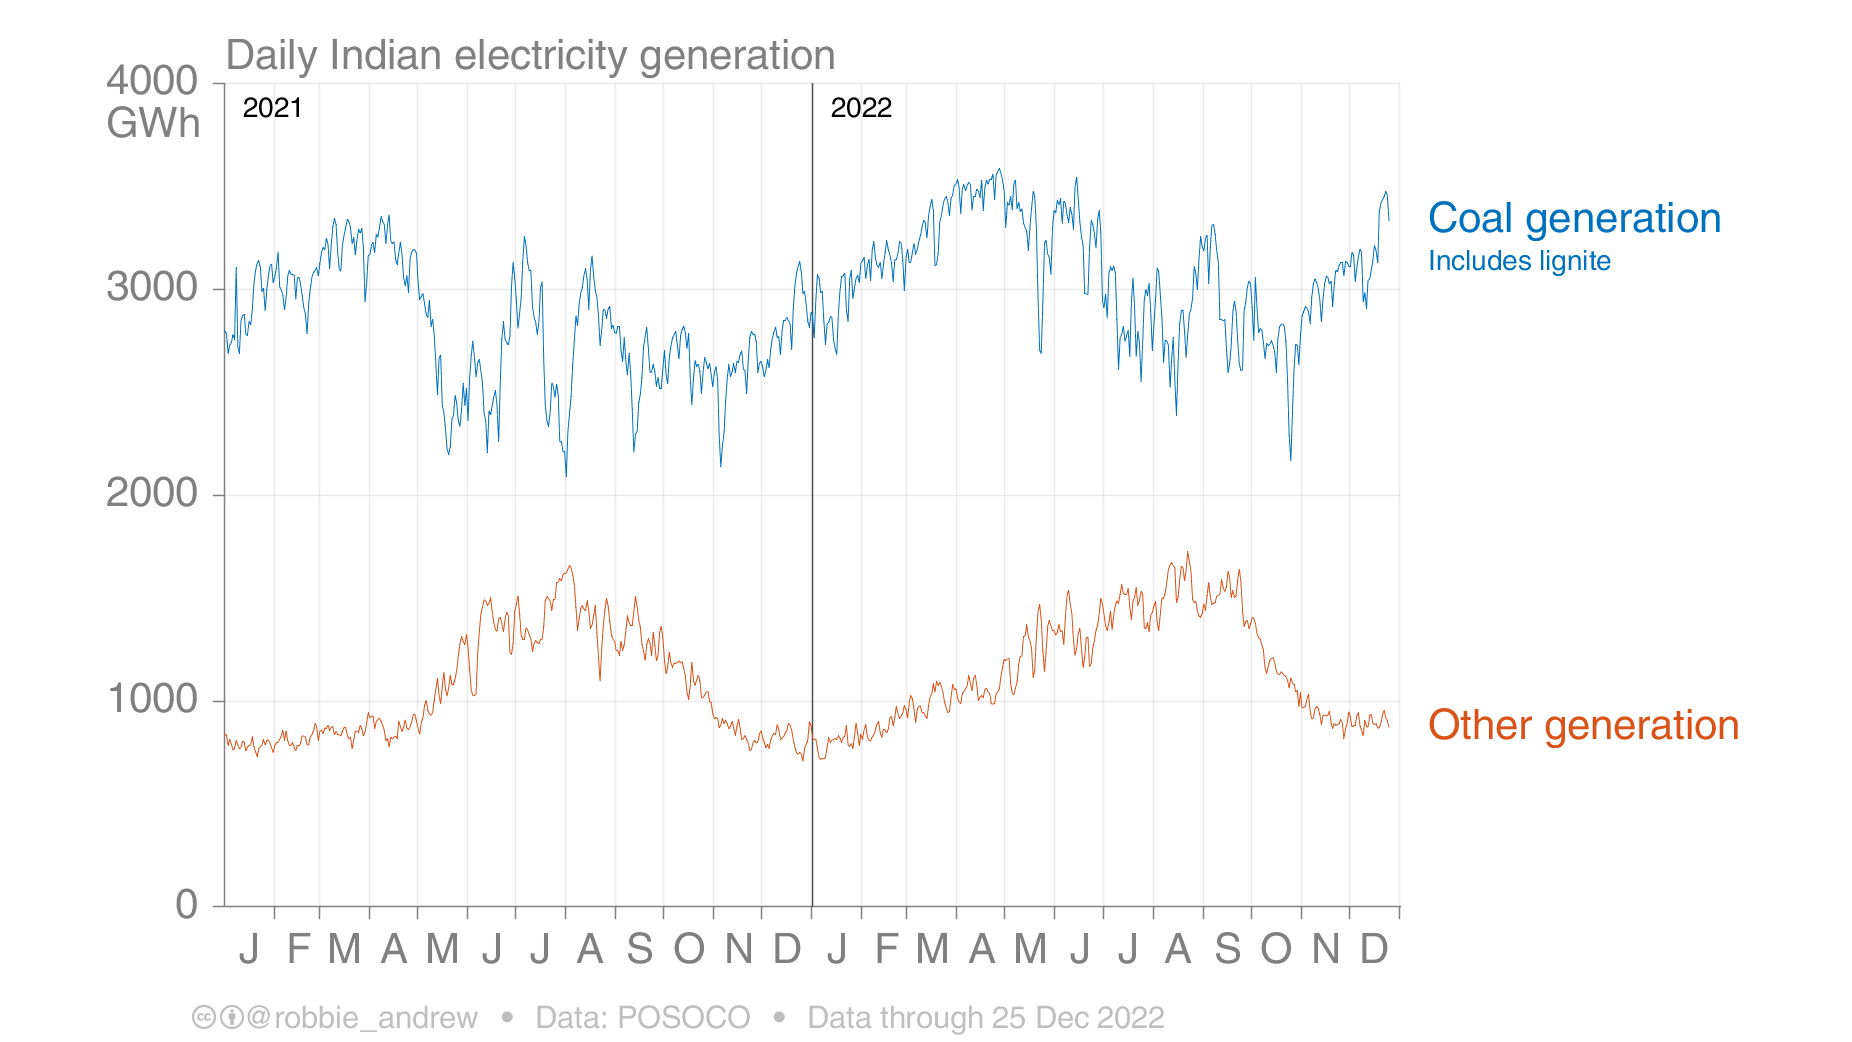 Daily Indian electricity generation
4000
GWh
2021
2022
Coal generation
Includes lignite
3000
2000
1000
Other generation
0
J F M A M J J A S O N D J F M A M J J A S O N D
@robbie_andrew • Data: POSOCO • Data through 25 Dec 2022